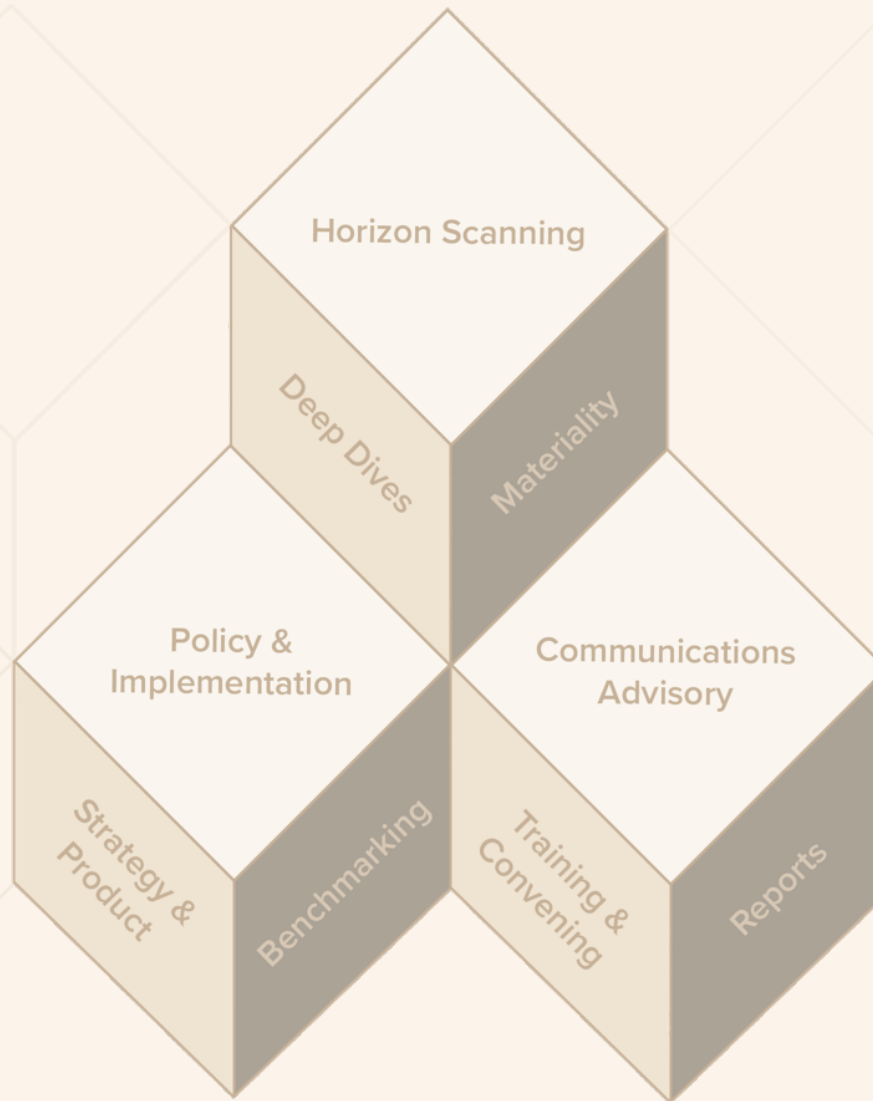 Horizon Scanning
Deep Dives
Materiality
Policy &
Implementation
Communications
Advisory
Strategy &
Product
Benchmarking
Training &
Convening
Reports